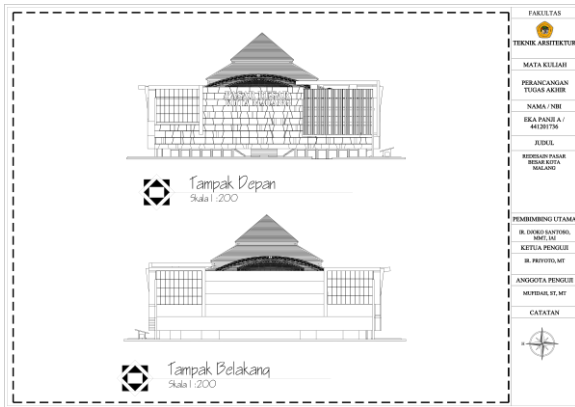 Tampak Depan
Skala 1 :200
Tampak Belakang
Skala 1 :200
FAKULTAS
TEKNIK ARSITEKTUR
MATA KULIAH
PERANCANGAN
TUGAS AKHIR
NAMA / NBI
EKA PANJI A /
441201736
JUDUL
REDESAIN PASAR
BESAR KOTA
MALANG
PEMBIMBING UTAMA
IR. DJOKO SANTOSO,
MMT, IAI
KETUA PENGUJI
IR. PRIYOTO, MT
ANGGOTA PENGUJI
MUFIDAH, ST, MT
CATATAN